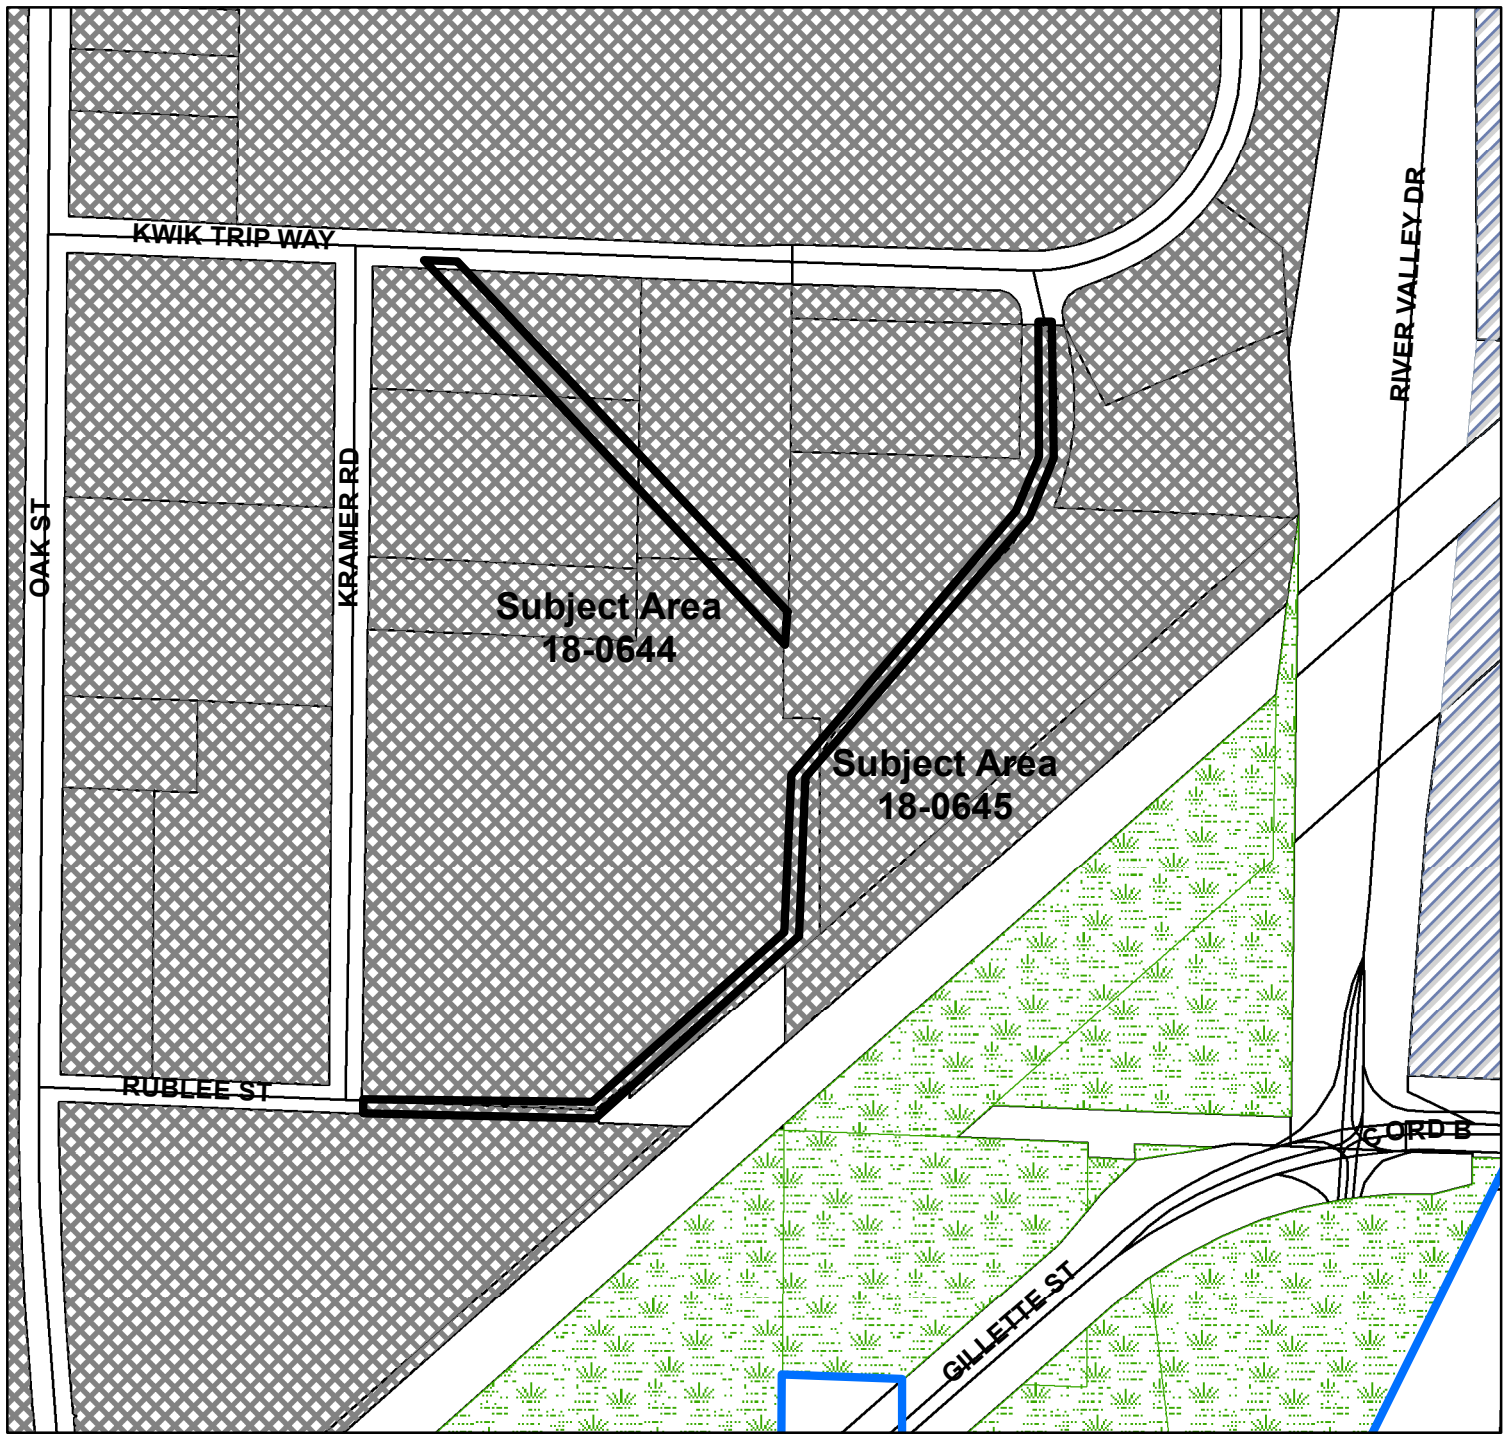 KWIK TRIP WAY
RIVER VALLEY DR
OAK ST
KRAMER RD
Subject Area
18-0644
Subject Area
18-0645
RUBLEE ST
C ORD B
GILLETTE ST